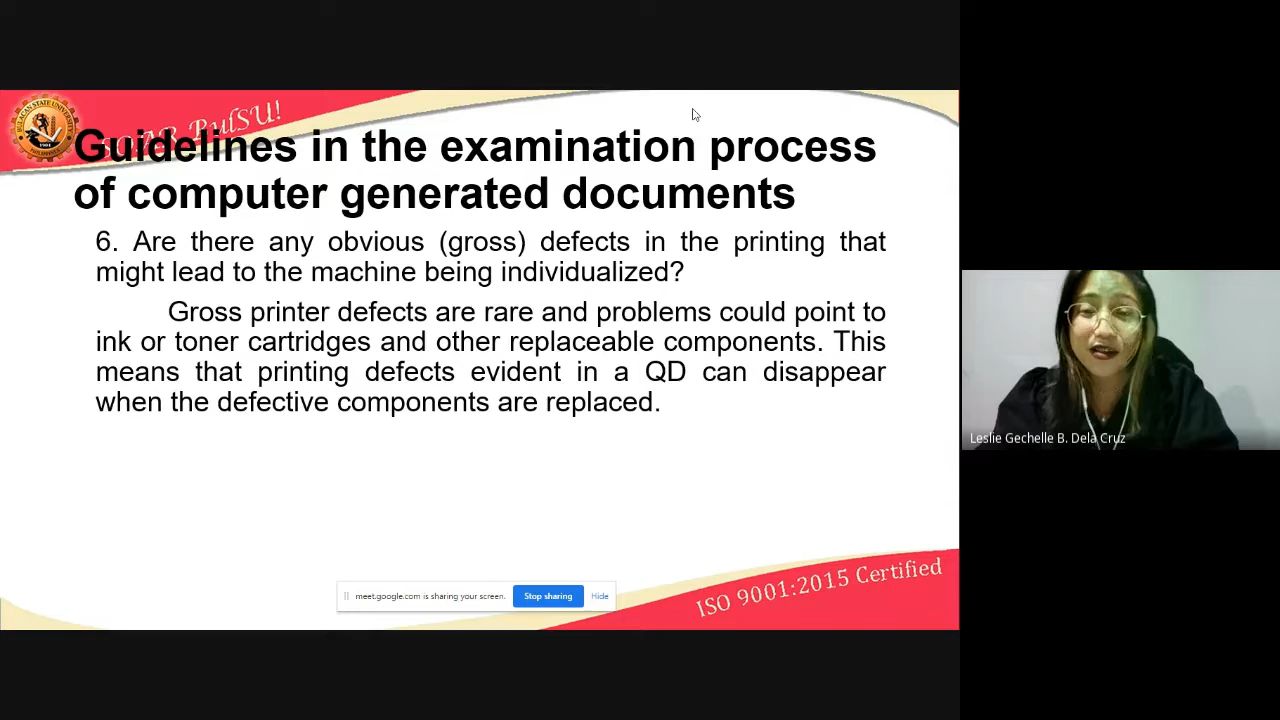 SOAR BulSU!
Guidelines in the examination process
of computer generated documents
6. Are there any obvious (gross) defects in the printing that
might lead to the machine being individualized?
Gross printer defects are rare and problems could point to
ink or toner cartridges and other replaceable components. This
means that printing defects evident in a QD can disappear
when the defective components are replaced.
Leslie Gechelle B. Dela Cruz
meet.google.com is sharing your screen.
Stop sharing
Hide
ISO 9001:2015 Certified